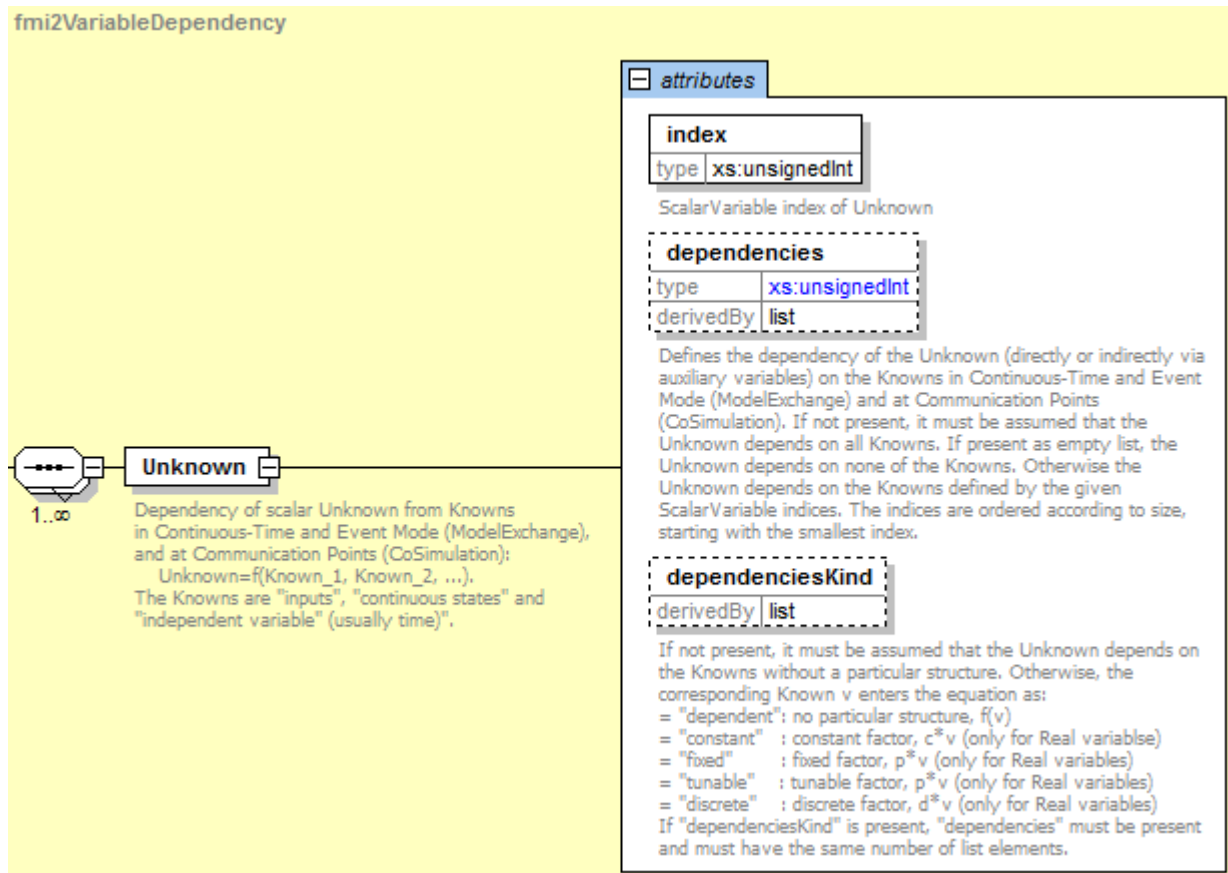 fmi2VariableDependency
attributes
index
type xs:unsignedInt
ScalarVariable index of Unknown
dependencies
type xs:unsignedInt
derivedBy list
Defines the dependency of the Unknown (directly or indirectly via
auxiliary variables) on the Knowns in Continuous-Time and Event
Mode (ModelExchange) and at Communication Points
(CoSimulation). If not present, it must be assumed that the
Unknown depends on all Knowns. If present as empty list, the
Unknown depends on none of the Knowns. Otherwise the
Unknown depends on the Knowns defined by the given
ScalarVariable indices. The indices are ordered according to size,
starting with the smallest index.
Unknown
1..∞
Dependency of scalar Unknown from Knowns
in Continuous-Time and Event Mode (ModelExchange),
and at Communication Points (CoSimulation):
Unknown=f(Known_1, Known_2, ...).
The Knowns are "inputs", "continuous states" and
"independent variable" (usually time)".
dependenciesKind
derivedBy list
If not present, it must be assumed that the Unknown depends on
the Knowns without a particular structure. Otherwise, the
corresponding Known v enters the equation as:
= "dependent": no particular structure, f(v)
= "constant" : constant factor, c*v (only for Real variablse)
= "fixed" : fixed factor, p*v (only for Real variables)
= "tunable" : tunable factor, p*v (only for Real variables)
= "discrete" : discrete factor, d*v (only for Real variables)
If "dependenciesKind" is present, "dependencies" must be present
and must have the same number of list elements.